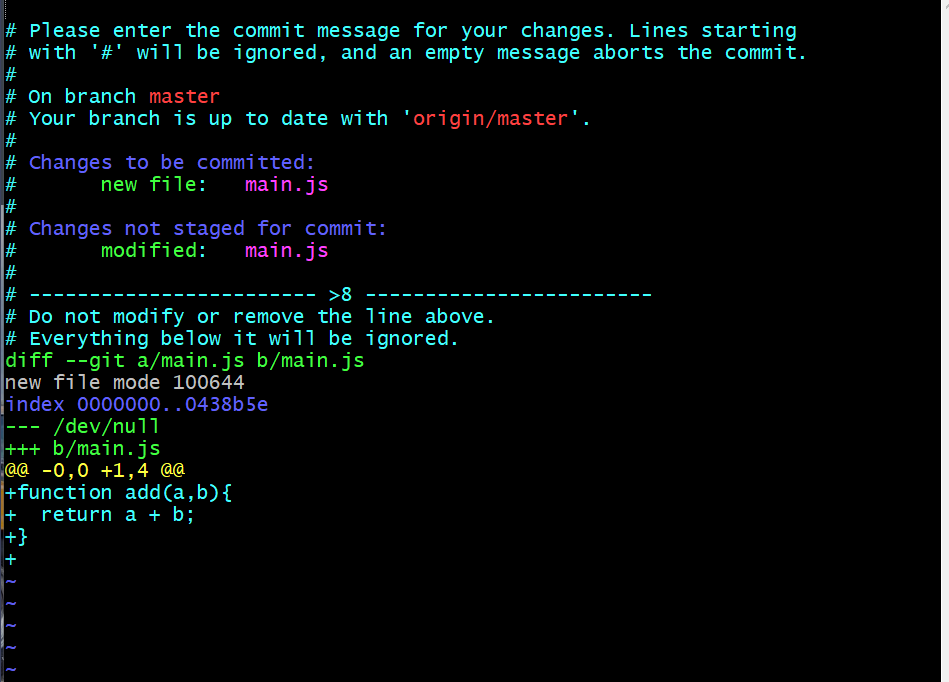 # Please enter the commit message for your changes. Lines starting
# with '#' will be ignored, and an empty message aborts the commit.
#
# On branch master
# Your branch is up to date with 'origin/master'.
#
# Changes to be committed:
#       new file:   main.js
#
# Changes not staged for commit:
#       modified:   main.js
#
# ------------------------ >8 ------------------------
# Do not modify or remove the line above.
# Everything below it will be ignored.
diff --git a/main.js b/main.js
new file mode 100644
index 0000000..0438b5e
--- /dev/null
+++ b/main.js
@@ -0,0 +1,4 @@
+function add(a,b){
+  return a + b;
+}
+
~
~
~
~
~